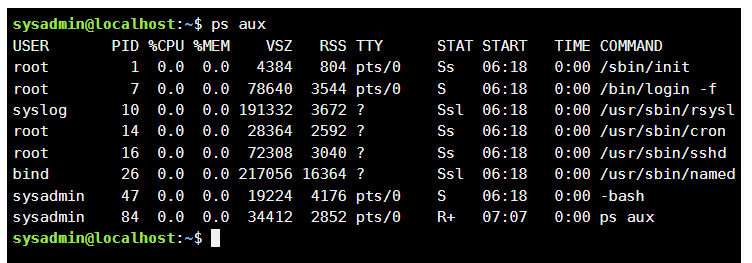 sysadmin@localhost:~$ ps aux
USER       PID %CPU %MEM    VSZ   RSS TTY      STAT START   TIME COMMAND
root         1  0.0  0.0   4384   804 pts/0    Ss   06:18   0:00 /sbin/init
root         7  0.0  0.0  78640  3544 pts/0    S    06:18   0:00 /bin/login -f
syslog      10  0.0  0.0 191332  3672 ?        Ssl  06:18   0:00 /usr/sbin/rsysl
root        14  0.0  0.0  28364  2592 ?        Ss   06:18   0:00 /usr/sbin/cron
root        16  0.0  0.0  72308  3040 ?        Ss   06:18   0:00 /usr/sbin/sshd
bind        26  0.0  0.0 217056 16364 ?        Ssl  06:18   0:00 /usr/sbin/named
sysadmin    47  0.0  0.0  19224  4176 pts/0    S    06:18   0:00 -bash
sysadmin    84  0.0  0.0  34412  2852 pts/0    R+   07:07   0:00 ps aux
sysadmin@localhost:~$